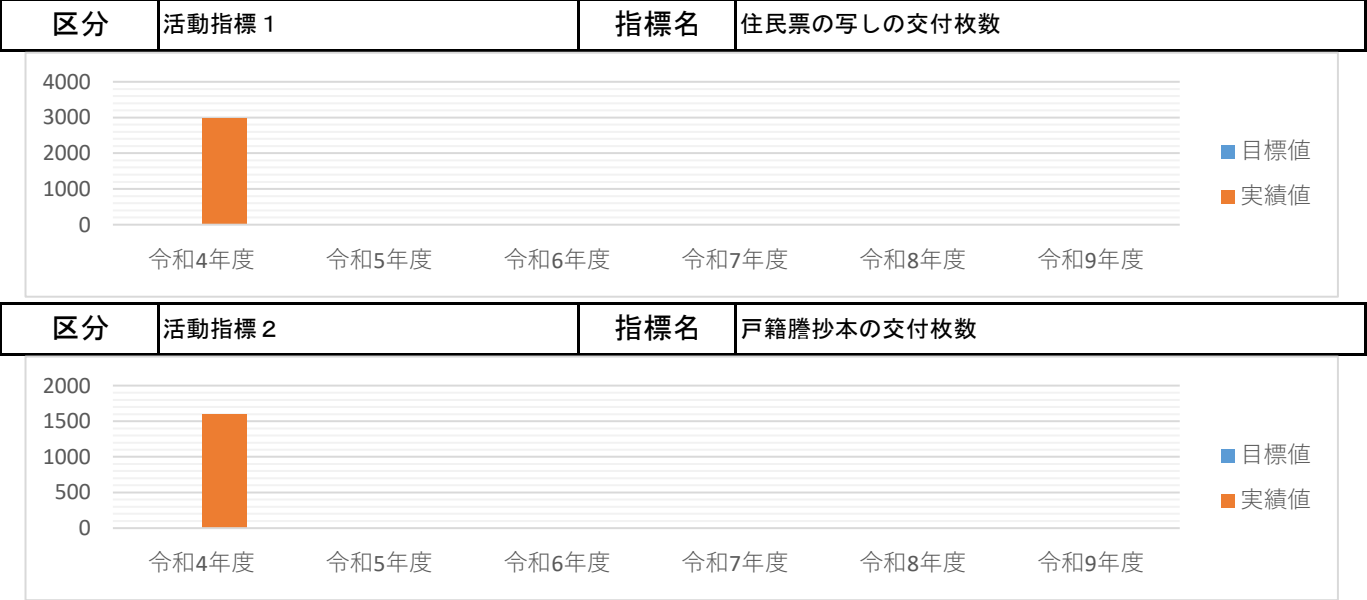 区分 活動指標１ 指標名 住民票の写しの交付枚数
4000
3000
2000
1000
0
令和4年度 令和5年度 令和6年度 令和7年度 令和8年度 令和9年度
目標値
実績値
区分 活動指標２ 指標名 戸籍謄抄本の交付枚数
2000
1500
1000
500
0
令和4年度 令和5年度 令和6年度 令和7年度 令和8年度 令和9年度
目標値
実績値